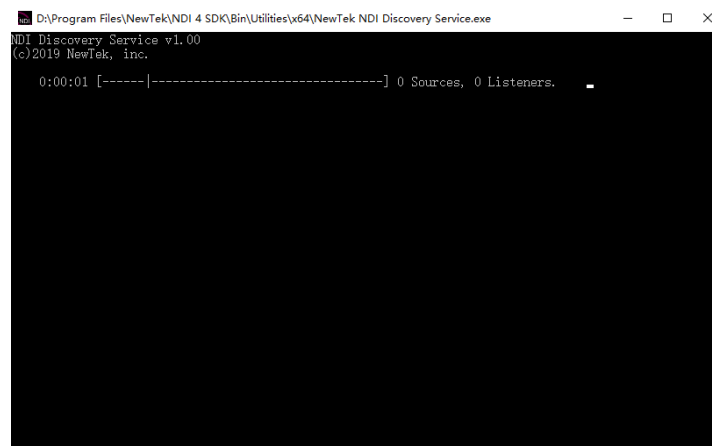 D:\Program Files\NewTek\NDI 4 SDK\Bin\Utilities\x64\NewTek NDI Discovery Service.exe
NDI Discovery Service v1.00
(c)2019 NewTek, inc.
0:00:01 [------|--------------------------------] 0 Sources, 0 Listeners.